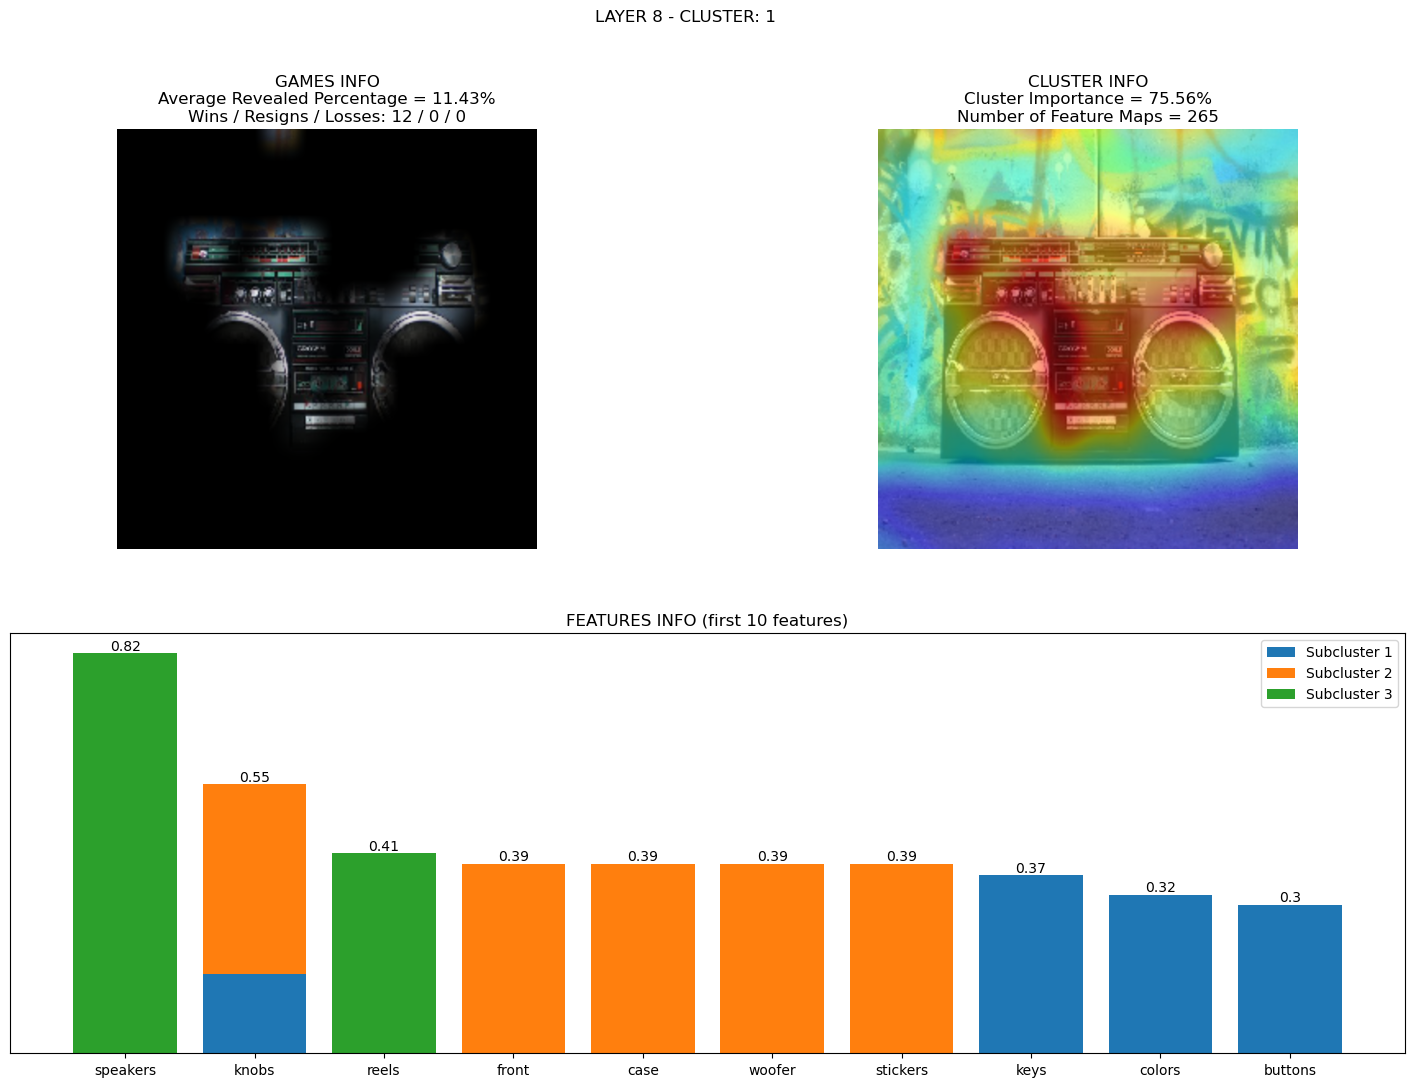 LAYER 8 - CLUSTER: 1
GAMES INFO
Average Revealed Percentage = 11.43%
Wins / Resigns / Losses: 12 / 0 / 0
CLUSTER INFO
Cluster Importance = 75.56%
Number of Feature Maps = 265
EVIN
ECH
FEATURES INFO (first 10 features)
Subcluster 1
Subcluster 2
Subcluster 3
0.82
0.55
0.41
0.39
0.39
0.39
0.39
0.37
0.32
0.3
speakers
knobs
reels
front
case
woofer
stickers
keys
colors
buttons